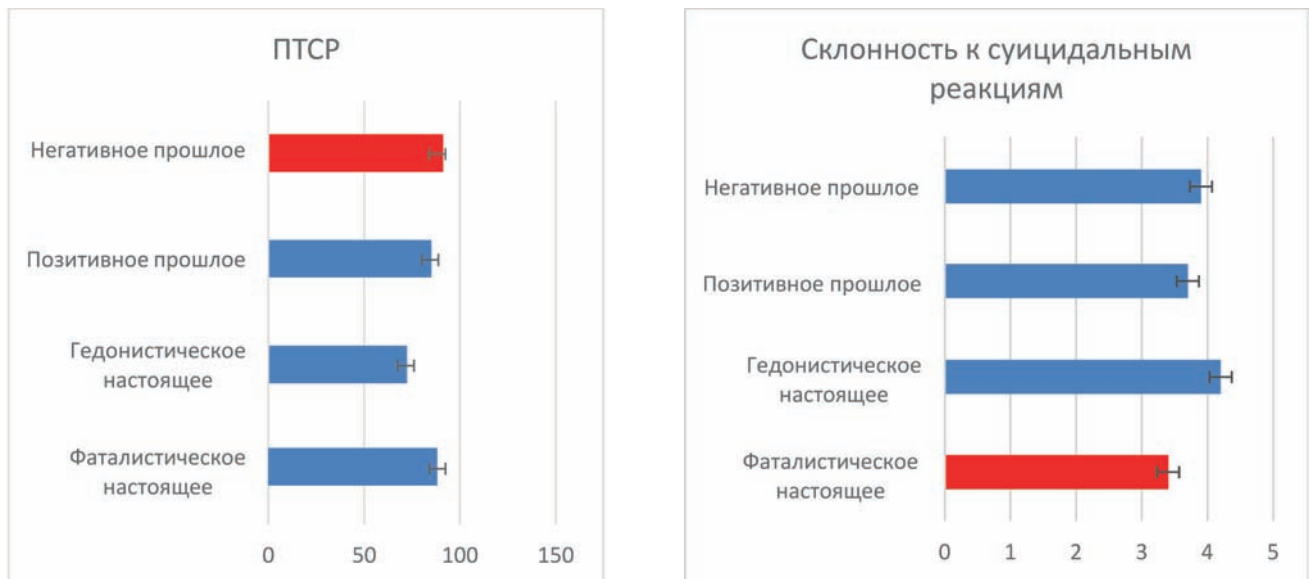 ПТСР
Негативное прошлое
Позитивное прошлое
Гедонистическое
настоящее
Фаталистическое
настоящее
0 50 100 150
Склонность к суицидальным
реакциям
Негативное прошлое
Позитивное прошлое
Гедонистическое
настоящее
Фаталистическое
настоящее
0 1 2 3 4 5